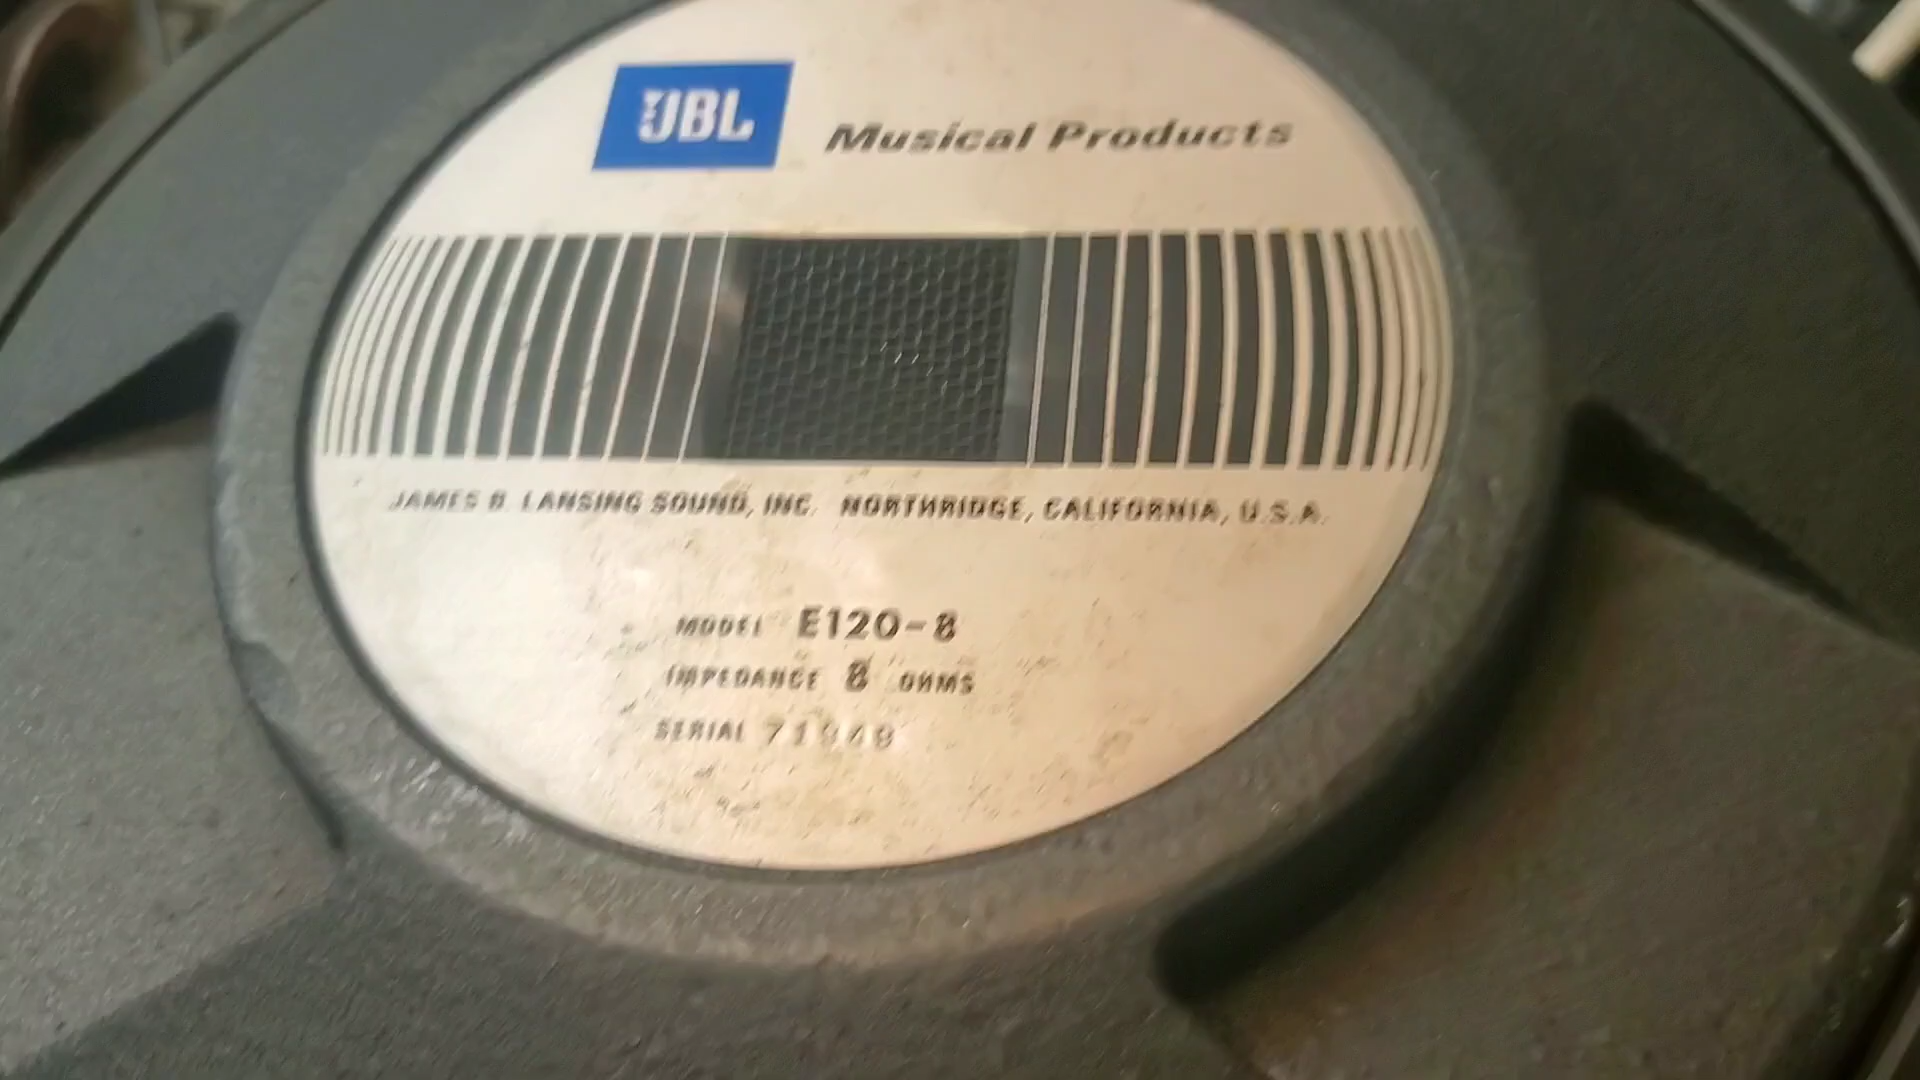 JBL Musical Products
JAMES B. LANSING SOUND, INC. NORTHRIDGE, CALIFORNIA, U.S.A.
MODEL E120-8
IMPEDANCE 8 OHMS
SERIAL